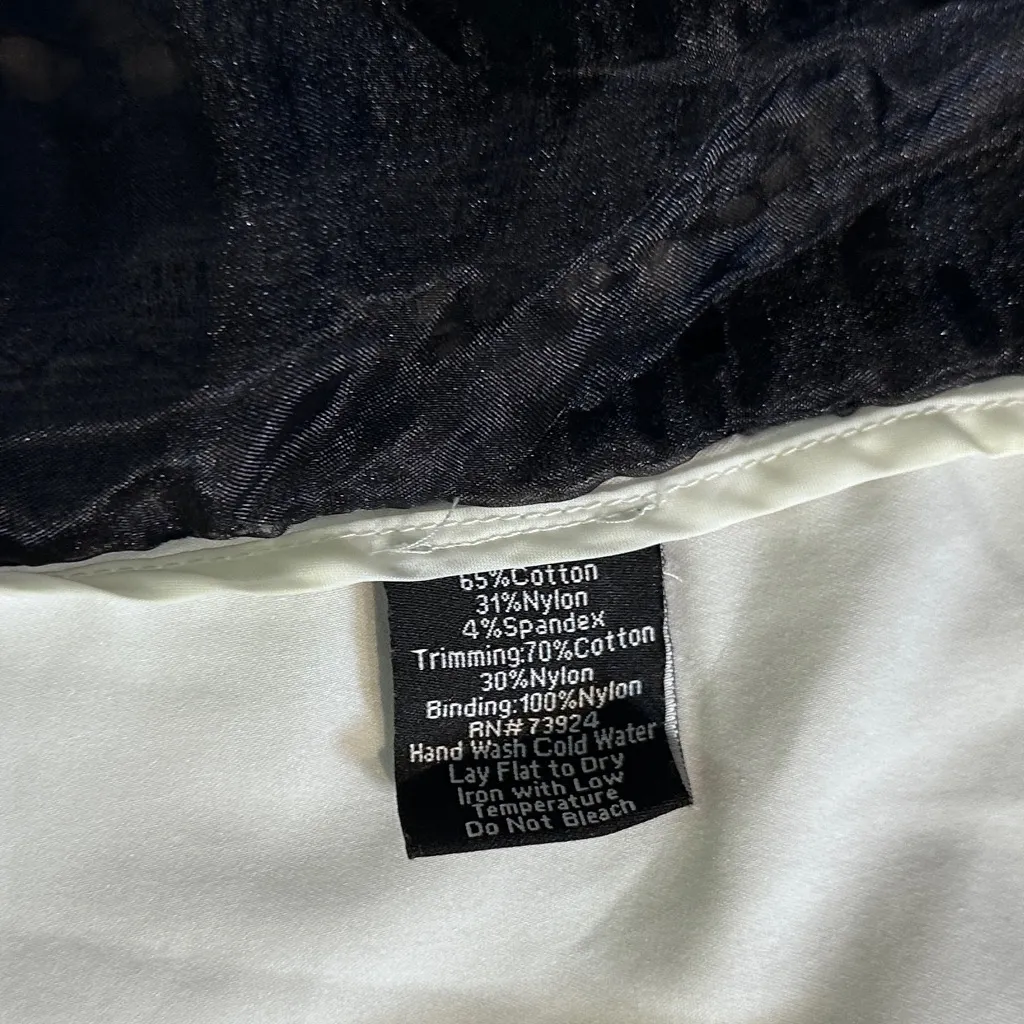 65%Cotton
31%Nylon
4%Spandex
Trimming:70%Cotton
30%Nylon
Binding:100%Nylon
RN#73924
Hand Wash Cold Water
Lay Flat to Dry
Iron with Low
Temperature
Do Not Bleach